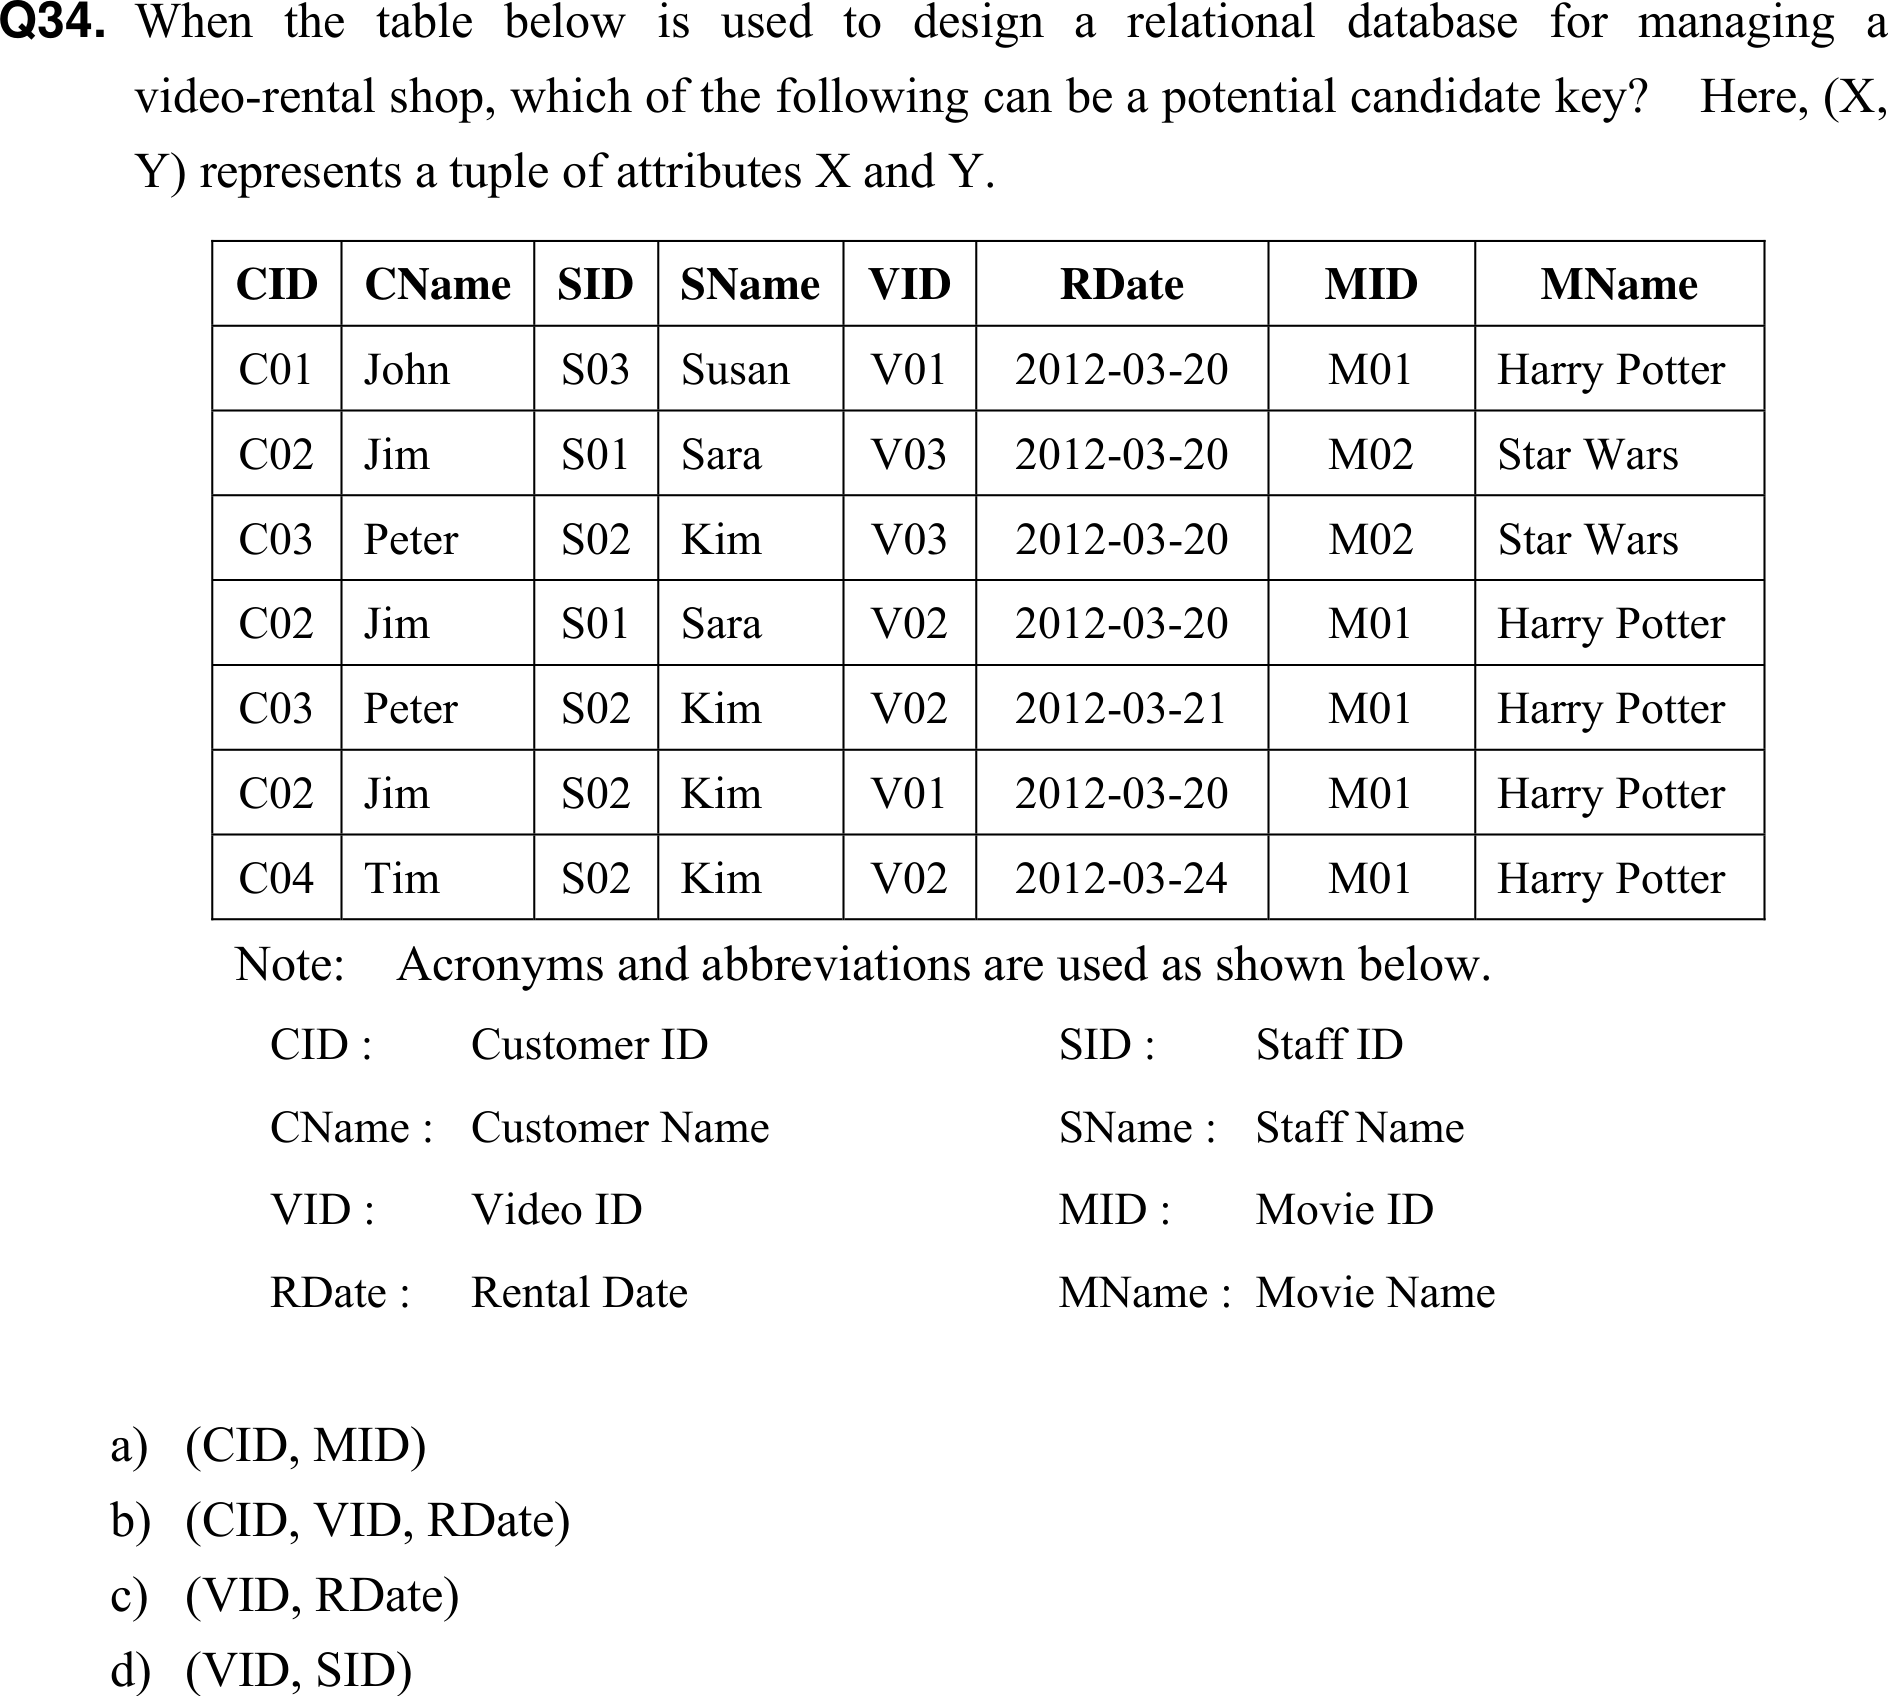 Q34. When the table below is used to design a relational database for managing a
video-rental shop, which of the following can be a potential candidate key? Here, (X,
Y) represents a tuple of attributes X and Y.
CID CName SID SName VID RDate MID MName
C01 John S03 Susan V01 2012-03-20 M01 Harry Potter
C02 Jim S01 Sara V03 2012-03-20 M02 Star Wars
C03 Peter S02 Kim V03 2012-03-20 M02 Star Wars
C02 Jim S01 Sara V02 2012-03-20 M01 Harry Potter
C03 Peter S02 Kim V02 2012-03-21 M01 Harry Potter
C02 Jim S02 Kim V01 2012-03-20 M01 Harry Potter
C04 Tim S02 Kim V02 2012-03-24 M01 Harry Potter
Note: Acronyms and abbreviations are used as shown below.
CID : Customer ID SID : Staff ID
CName : Customer Name SName : Staff Name
VID : Video ID MID : Movie ID
RDate : Rental Date MName : Movie Name
a) (CID, MID)
b) (CID, VID, RDate)
c) (VID, RDate)
d) (VID, SID)